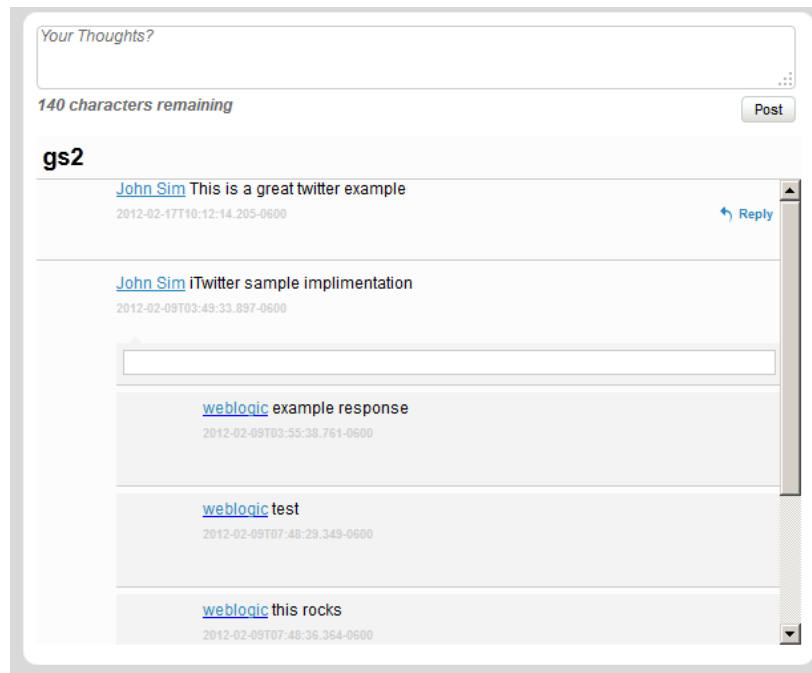 Your Thoughts?
140 characters remaining
Post
gs2
John Sim This is a great twitter example
2012-02-17T10:12:14.205-0600
Reply
John Sim iTwitter sample implimentation
2012-02-09T03:49:33.897-0600
weblogic example response
2012-02-09T03:55:38.761-0600
weblogic test
2012-02-09T07:48:29.349-0600
weblogic this rocks
2012-02-09T07:48:36.364-0600